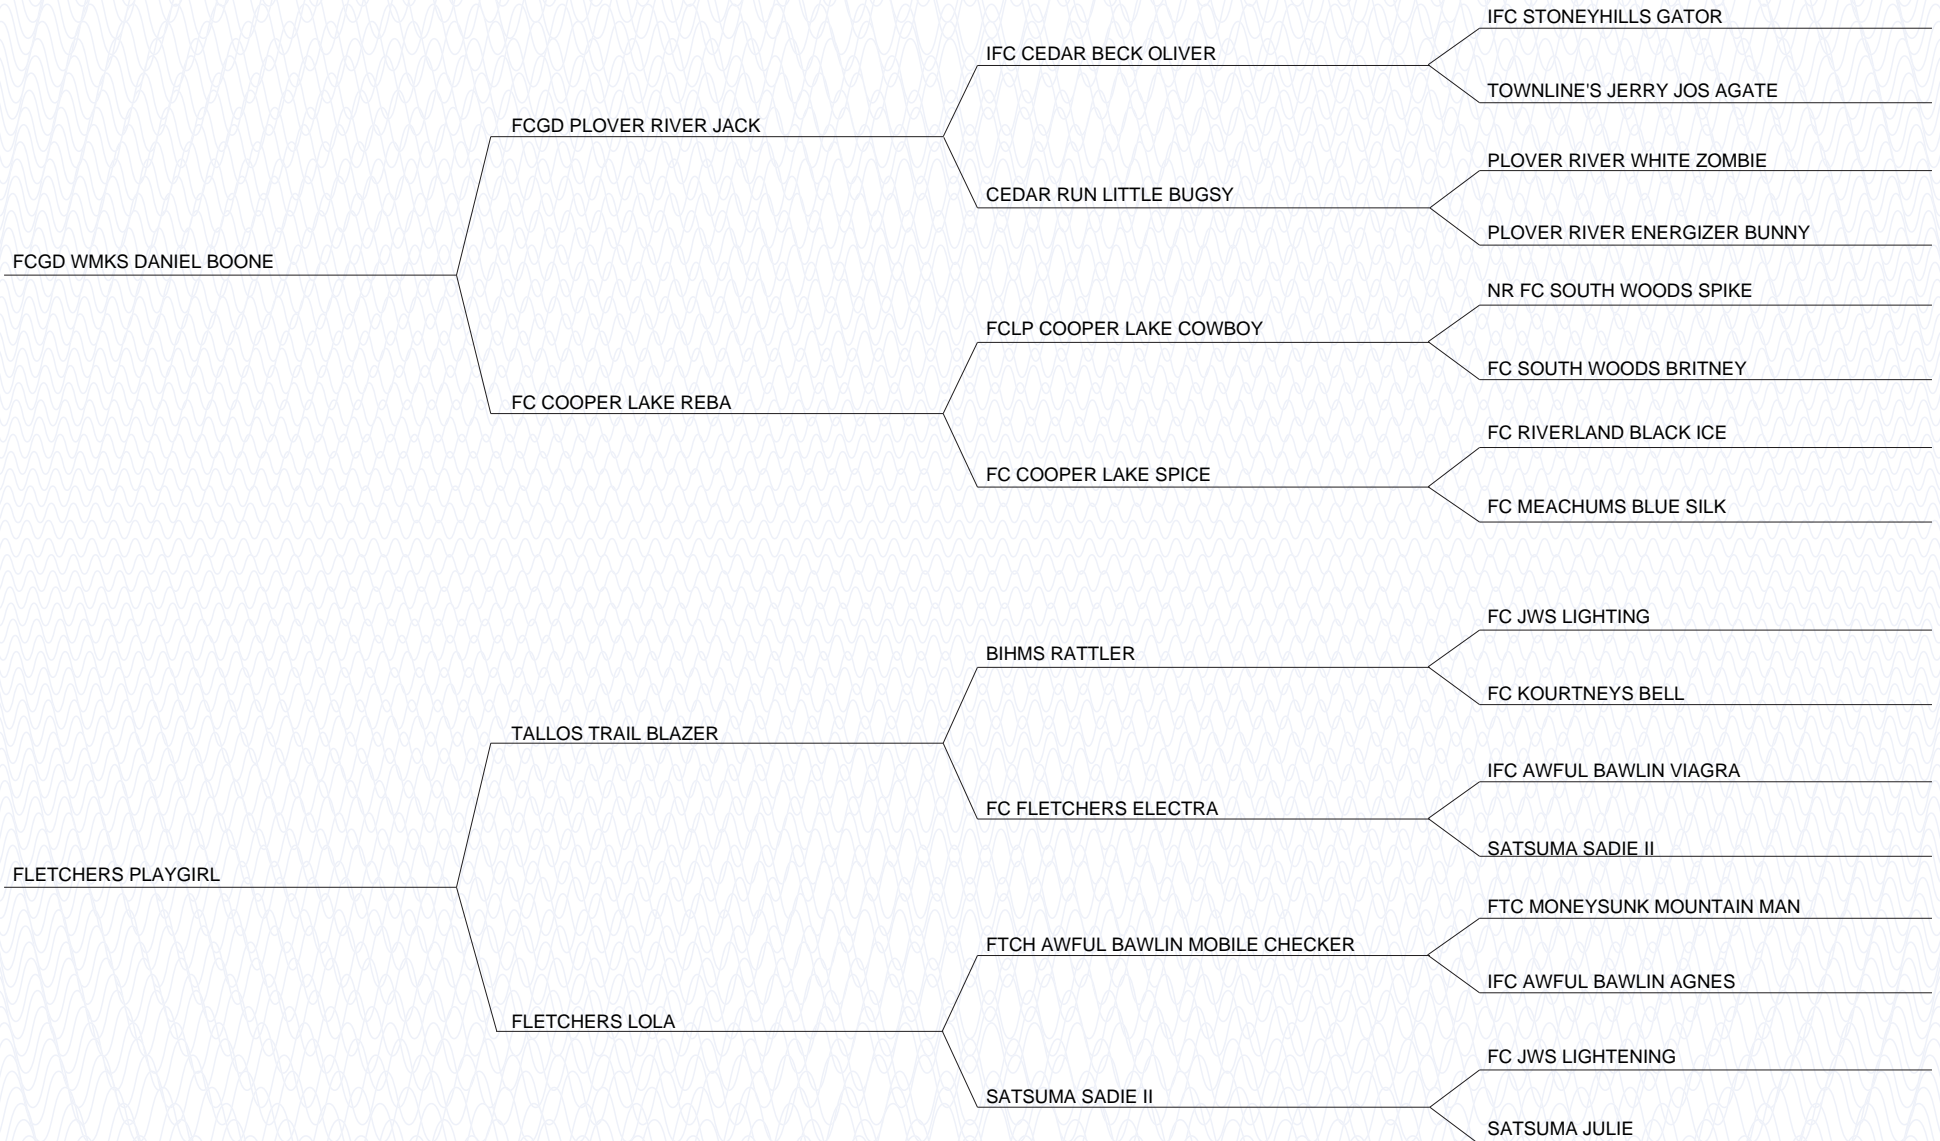 IFC STONEYHILLS GATOR
IFC CEDAR BECK OLIVER
TOWNLINE'S JERRY JOS AGATE
FCGD PLOVER RIVER JACK
PLOVER RIVER WHITE ZOMBIE
CEDAR RUN LITTLE BUGSY
PLOVER RIVER ENERGIZER BUNNY
FCGD WMKS DANIEL BOONE
NR FC SOUTH WOODS SPIKE
FCLP COOPER LAKE COWBOY
FC SOUTH WOODS BRITNEY
FC COOPER LAKE REBA
FC RIVERLAND BLACK ICE
FC COOPER LAKE SPICE
FC MEACHUMS BLUE SILK
FC JWS LIGHTING
BIHMS RATTLER
FC KOURTNEYS BELL
TALLOS TRAIL BLAZER
IFC AWFUL BAWLIN VIAGRA
FC FLETCHERS ELECTRA
SATSUMA SADIE II
FLETCHERS PLAYGIRL
FTC MONEYSUNK MOUNTAIN MAN
FTCH AWFUL BAWLIN MOBILE CHECKER
IFC AWFUL BAWLIN AGNES
FLETCHERS LOLA
FC JWS LIGHTENING
SATSUMA SADIE II
SATSUMA JULIE